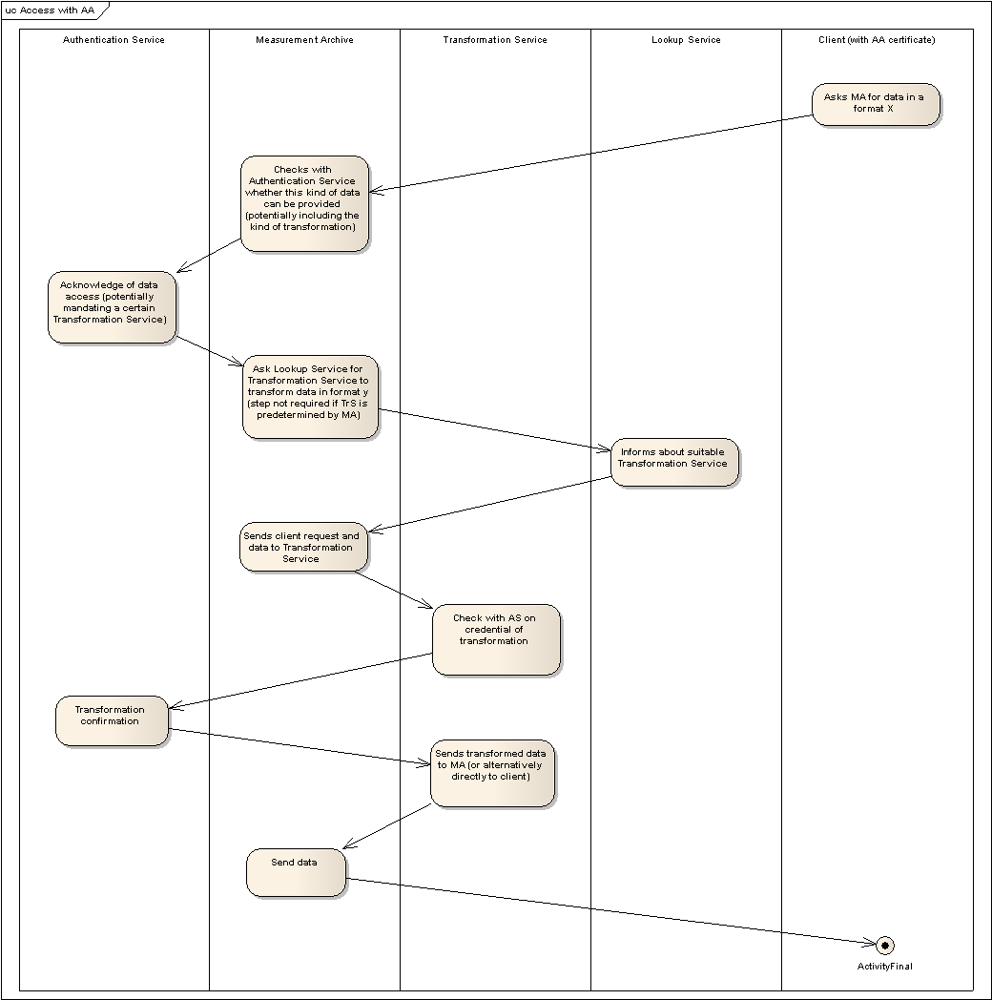 uc Access with AA
Authentication Service
Measurement Archive
Transformation Service
Lookup Service
Client (with AA certificate)
Asks MA for data in a
format X
Checks with
Authentication Service
whether this kind of data
can be provided
(potentially including the
kind of transformation)
Acknowledge of data
access (potentially
mandating a certain
Transformation Service)
Ask Lookup Service for
Transformation Service to
transform data in format y
(step not required if TrS is
predetermined by MA)
Informs about suitable
Transformation Service
Sends client request and
data to Transformation
Service
Check with AS on
credential of
transformation
Transformation
confirmation
Sends transformed data
to MA (or alternatively
directly to client)
Send data
ActivityFinal